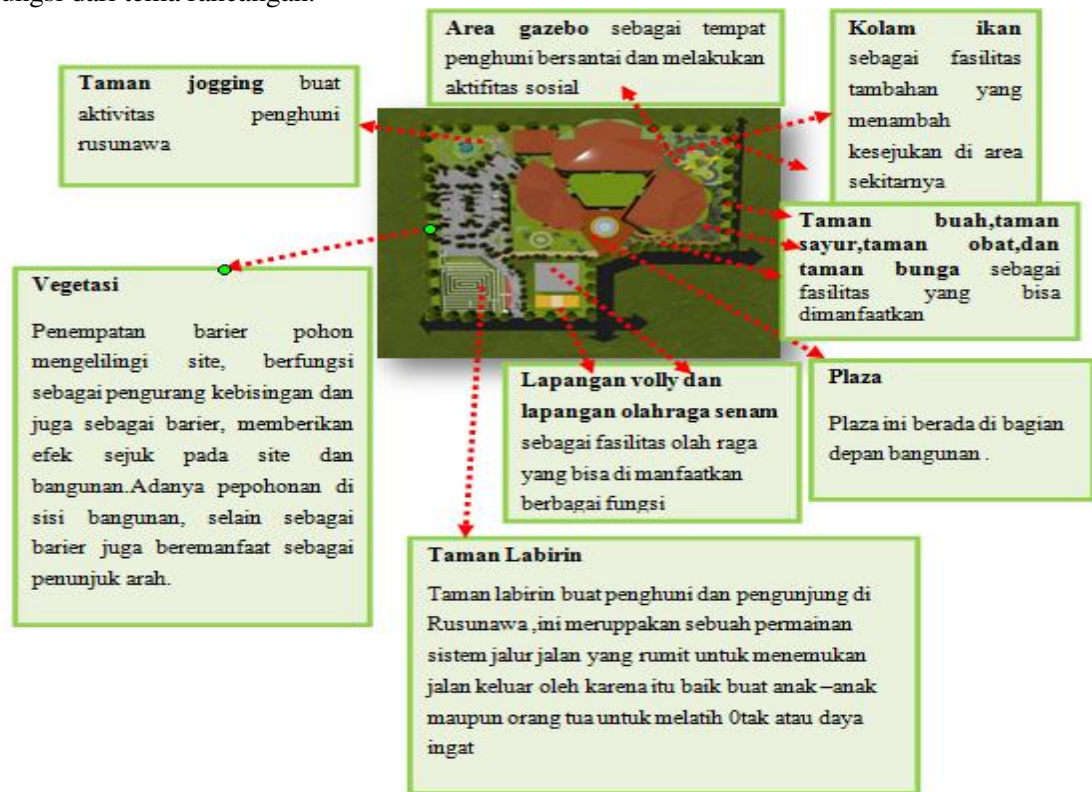 ungsi dari tema rancangan.
Area gazebo sebagai tempat
penghuni bersantai dan melakukan
aktifitas sosial
Kolam ikan
sebagai fasilitas
tambahan yang
menambah
kesejukan di area
sekitarnya
Taman jogging buat
aktivitas penghuni
rusunawa
Taman buah,taman
sayur,taman obat,dan
taman bunga sebagai
fasilitas yang bisa
dimanfaatkan
Vegetasi
Penempatan barier pohon
mengelilingi site, berfungsi
sebagai pengurang kebisingan dan
juga sebagai barier, memberikan
efek sejuk pada site dan
bangunan.Adanya pepohonan di
sisi bangunan, selain sebagai
barier juga beremanfaat sebagai
penunjuk arah.
Lapangan volly dan
lapangan olahraga senam
sebagai fasilitas olah raga
yang bisa di manfaatkan
berbagai fungsi
Plaza
Plaza ini berada di bagian
depan bangunan .
Taman Labirin
Taman labirin buat penghuni dan pengunjung di
Rusunawa ,ini meruppakan sebuah permainan
sistem jalur jalan yang rumit untuk menemukan
jalan keluar oleh karena itu baik buat anak –anak
maupun orang tua untuk melatih 0tak atau daya
ingat